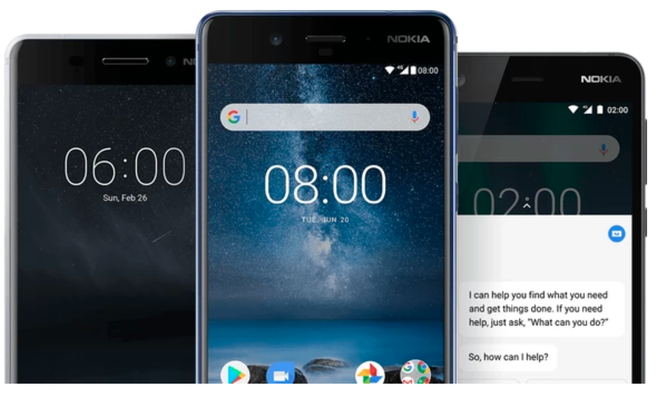 06:00
Sun, Feb 26
NOKIA
08:00
G
08:00
TUE, JUN 20
NOKIA
02:00
02:00
I can help you find what you need
and get things done. If you need
help, just ask, "What can you do?"
So, how can I help?